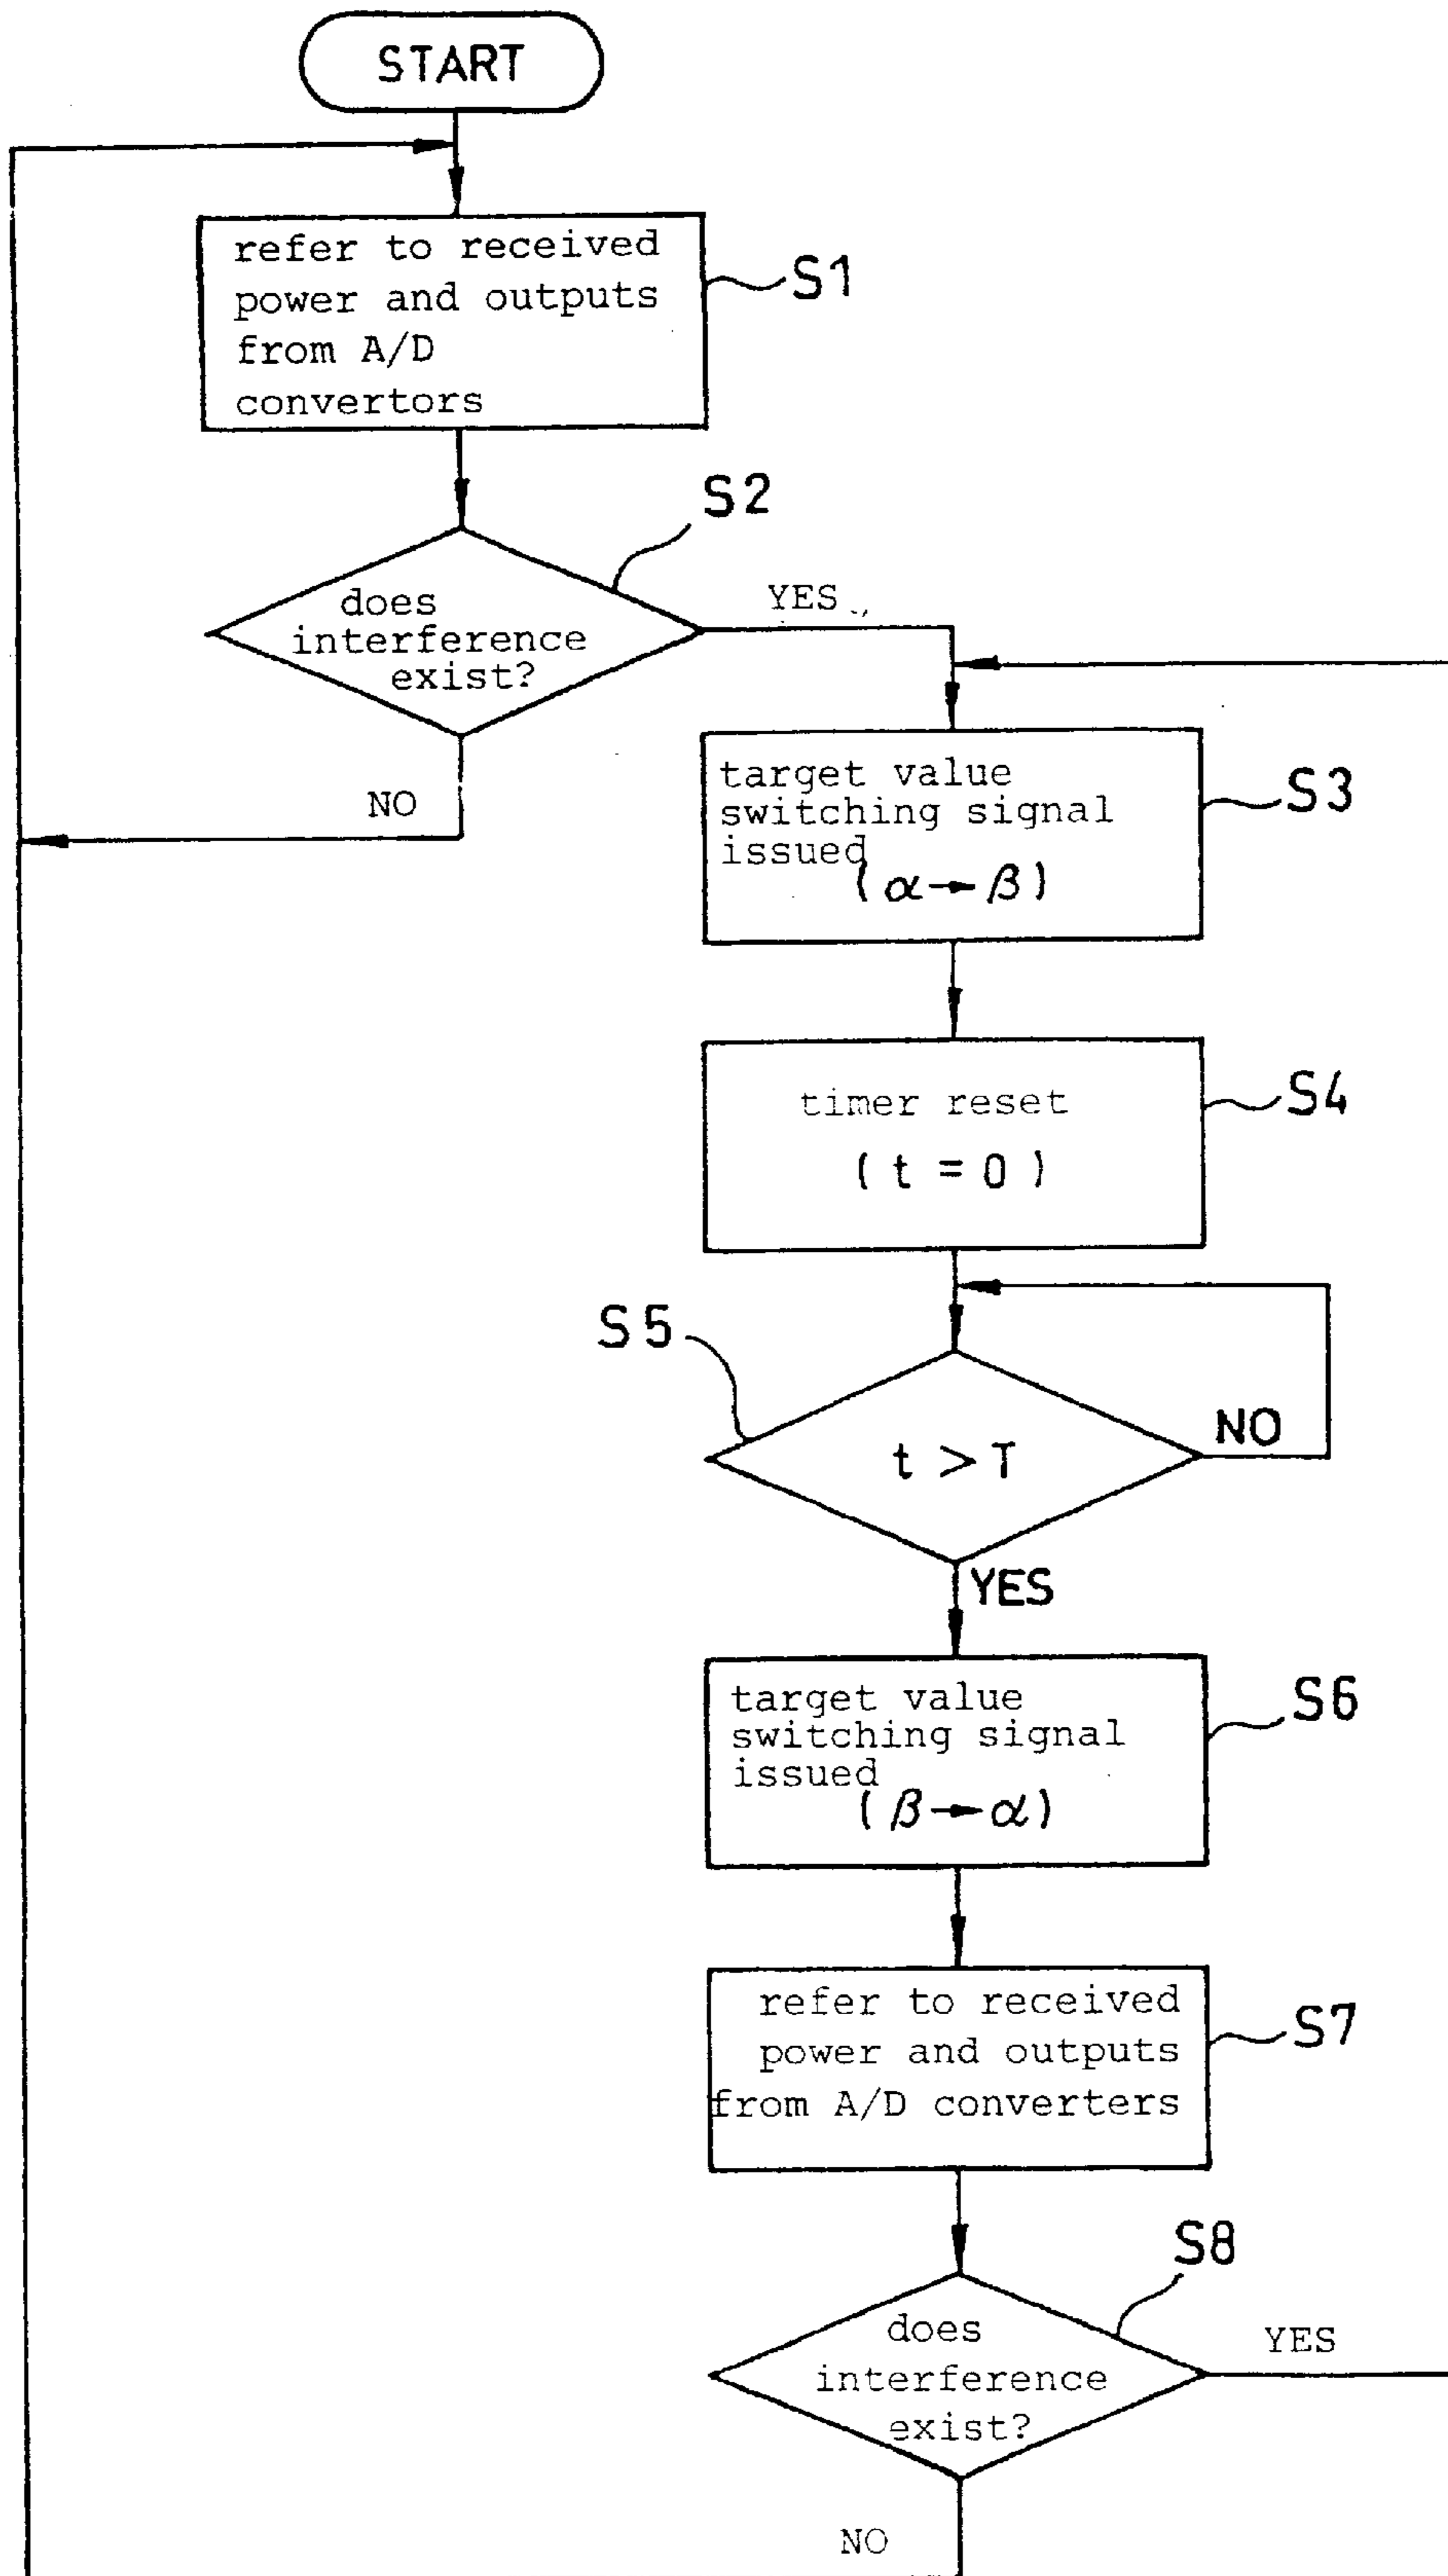 START
refer to received
power and outputs
from A/D
convertors
S1
S2
does
interference
exist?
YES
NO
target value
switching signal
issued
( α→β )
S3
timer reset
( t = 0 )
S4
S5
t > T
NO
YES
target value
switching signal
issued
( β→α )
S6
refer to received
power and outputs
from A/D converters
S7
S8
does
interference
exist?
YES
NO